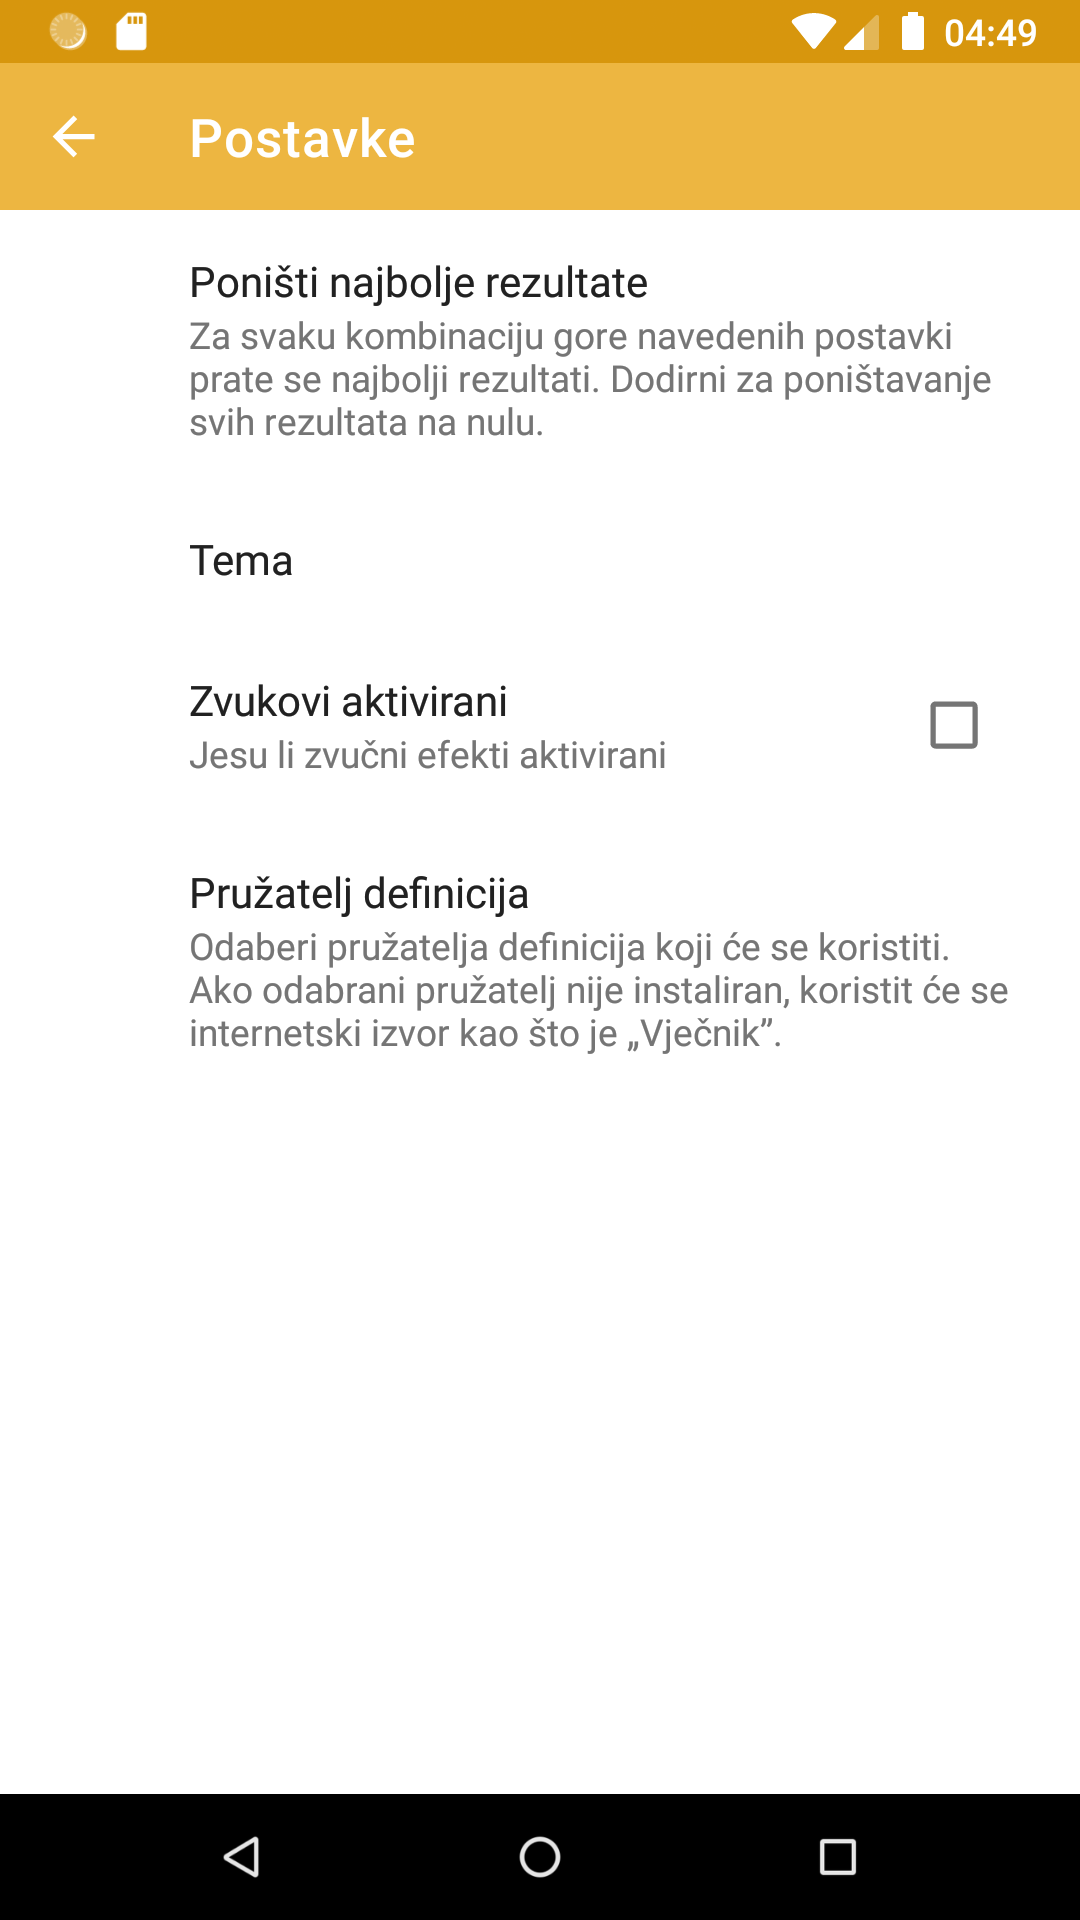 04:49
Postavke
Poništi najbolje rezultate
Za svaku kombinaciju gore navedenih postavki
prate se najbolji rezultati. Dodirni za poništavanje
svih rezultata na nulu.
Tema
Zvukovi aktivirani
Jesu li zvučni efekti aktivirani
Pružatelj definicija
Odaberi pružatelja definicija koji će se koristiti.
Ako odabrani pružatelj nije instaliran, koristit će se
internetski izvor kao što je „Vječnik”.